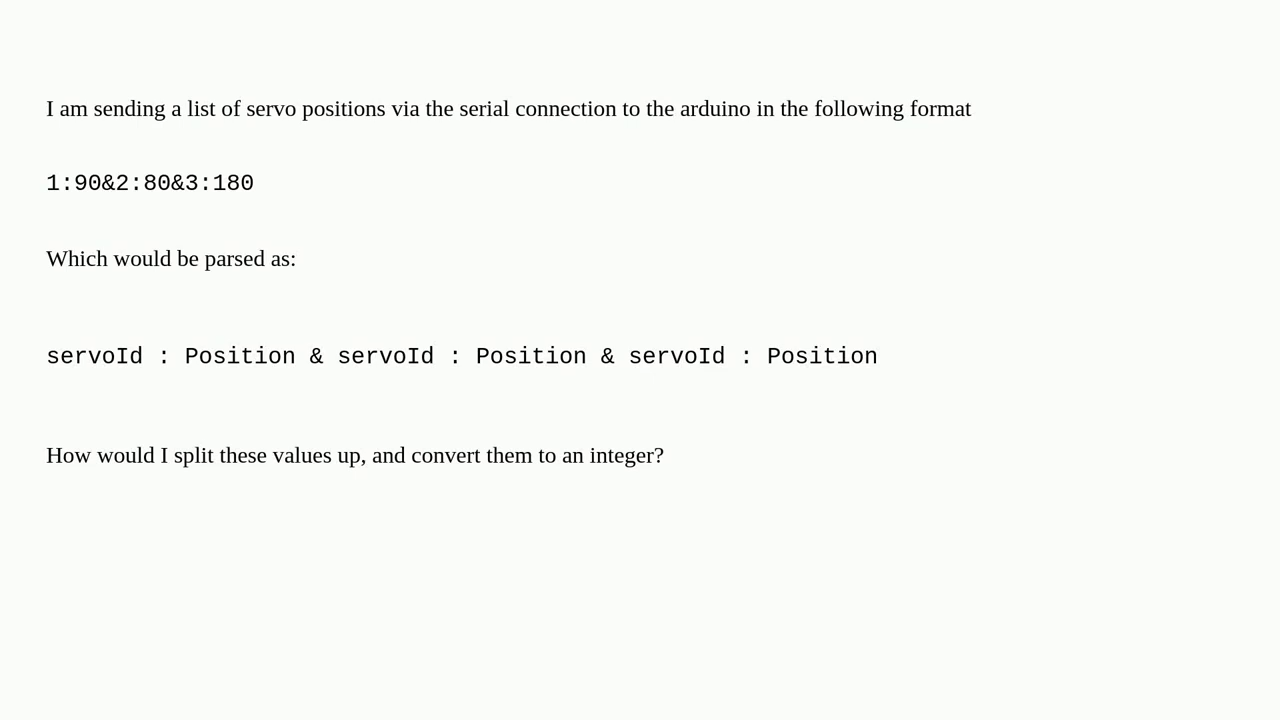 I am sending a list of servo positions via the serial connection to the arduino in the following format
1:90&2:80&3:180
Which would be parsed as:
servoId : Position & servoId : Position & servoId : Position
How would I split these values up, and convert them to an integer?